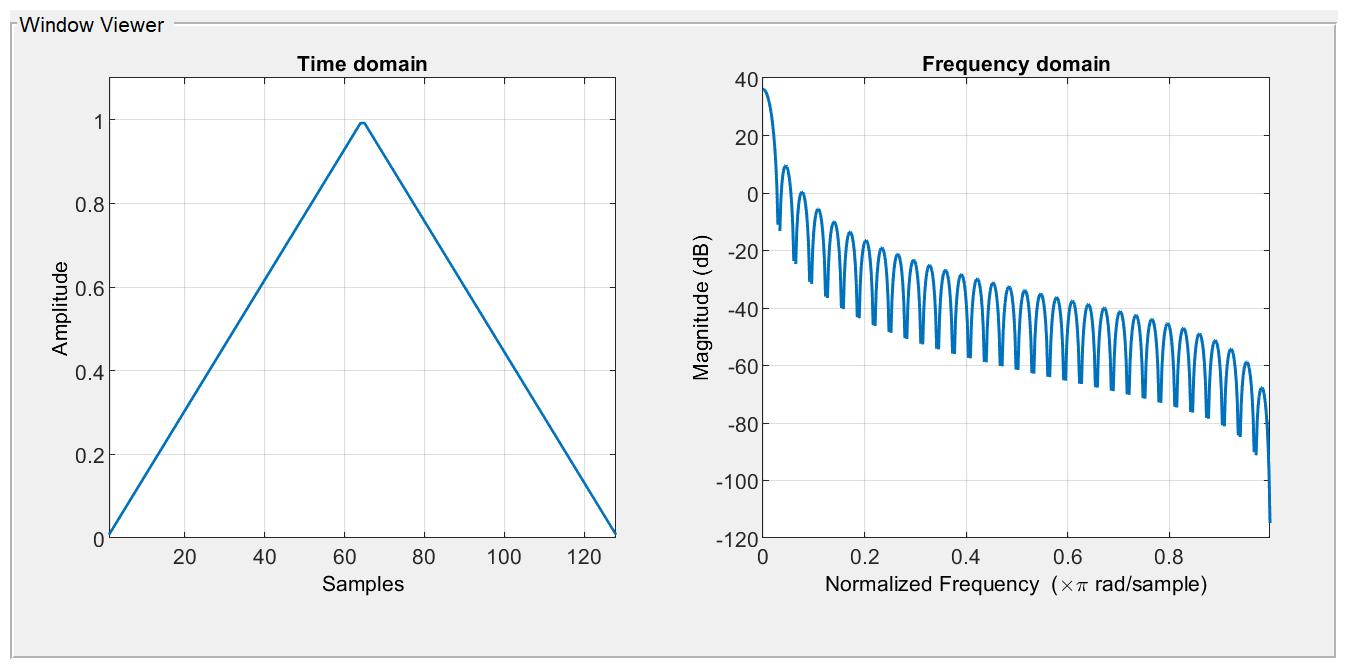 Window Viewer
Time domain
1
0.8
0.6
0.4
0.2
0
Amplitude
20 40 60 80 100 120
Samples
Frequency domain
40
20
0
-20
-40
-60
-80
-100
-120
Magnitude (dB)
0 0.2 0.4 0.6 0.8
Normalized Frequency (×π rad/sample)